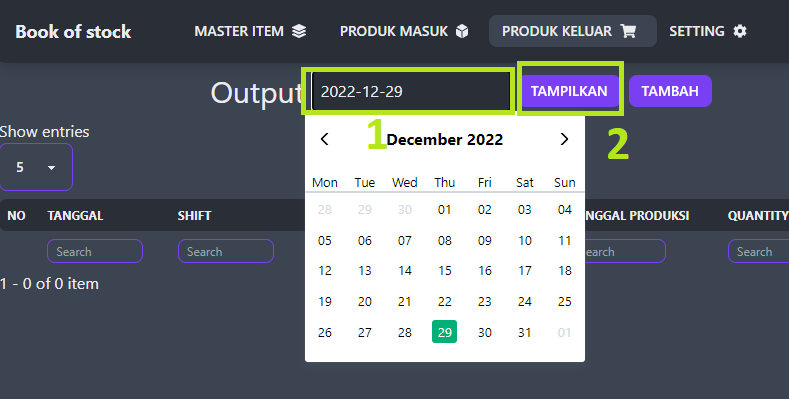 Book of stock MASTER ITEM PRODUK MASUK PRODUK KELUAR SETTING
Output 2022-12-29 TAMPILKAN TAMBAH
1 2
Show entries
5
December 2022
Mon Tue Wed Thu Fri Sat Sun
28 29 30 01 02 03 04
05 06 07 08 09 10 11
12 13 14 15 16 17 18
19 20 21 22 23 24 25
26 27 28 29 30 31 01
NO TANGGAL SHIFT NGGAL PRODUKSI QUANTITY
Search Search Search Search
1 - 0 of 0 item